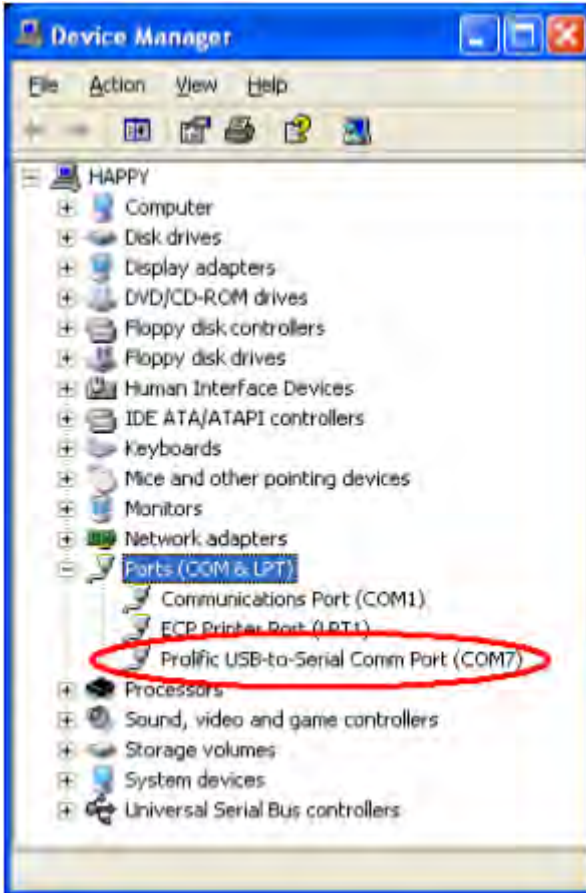 Device Manager
File Action View Help
HAPPY
Computer
Disk drives
Display adapters
DVD/CD-ROM drives
Floppy disk controllers
Floppy disk drives
Human Interface Devices
IDE ATA/ATAPI controllers
Keyboards
Mice and other pointing devices
Monitors
Network adapters
Ports (COM & LPT)
Communications Port (COM1)
ECP Printer Port (LPT1)
Prolific USB-to-Serial Comm Port (COM7)
Processors
Sound, video and game controllers
Storage volumes
System devices
Universal Serial Bus controllers